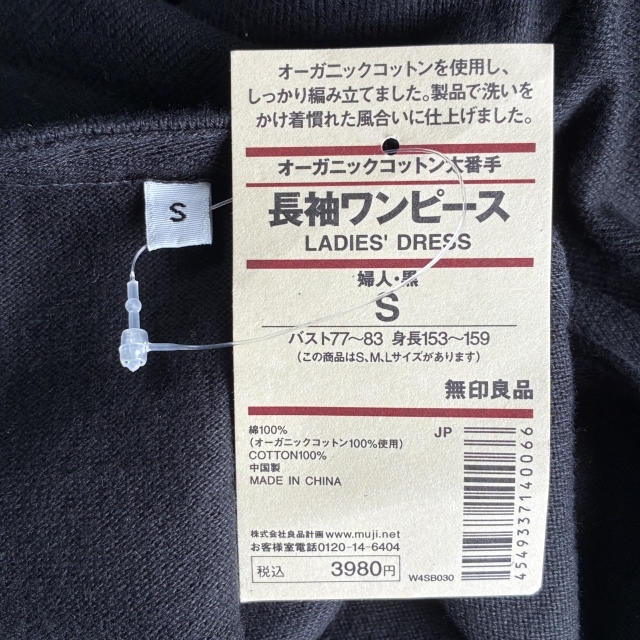 オーガニックコットンを使用し、
しっかり編み立てました。製品で洗いを
かけ着慣れた風合いに仕上げました。
オーガニックコットン太番手
長袖ワンピース
LADIES' DRESS
婦人・黒
S
バスト77～83 身長153～159
(この商品はS、M、Lサイズがあります)
無印良品
綿100%
(オーガニックコットン100%使用)
COTTON100%
中国製
MADE IN CHINA
JP
4549337140066
株式会社良品計画 www.muji.net
お客様室電話0120-14-6404
税込 3980円
W4SB030
S